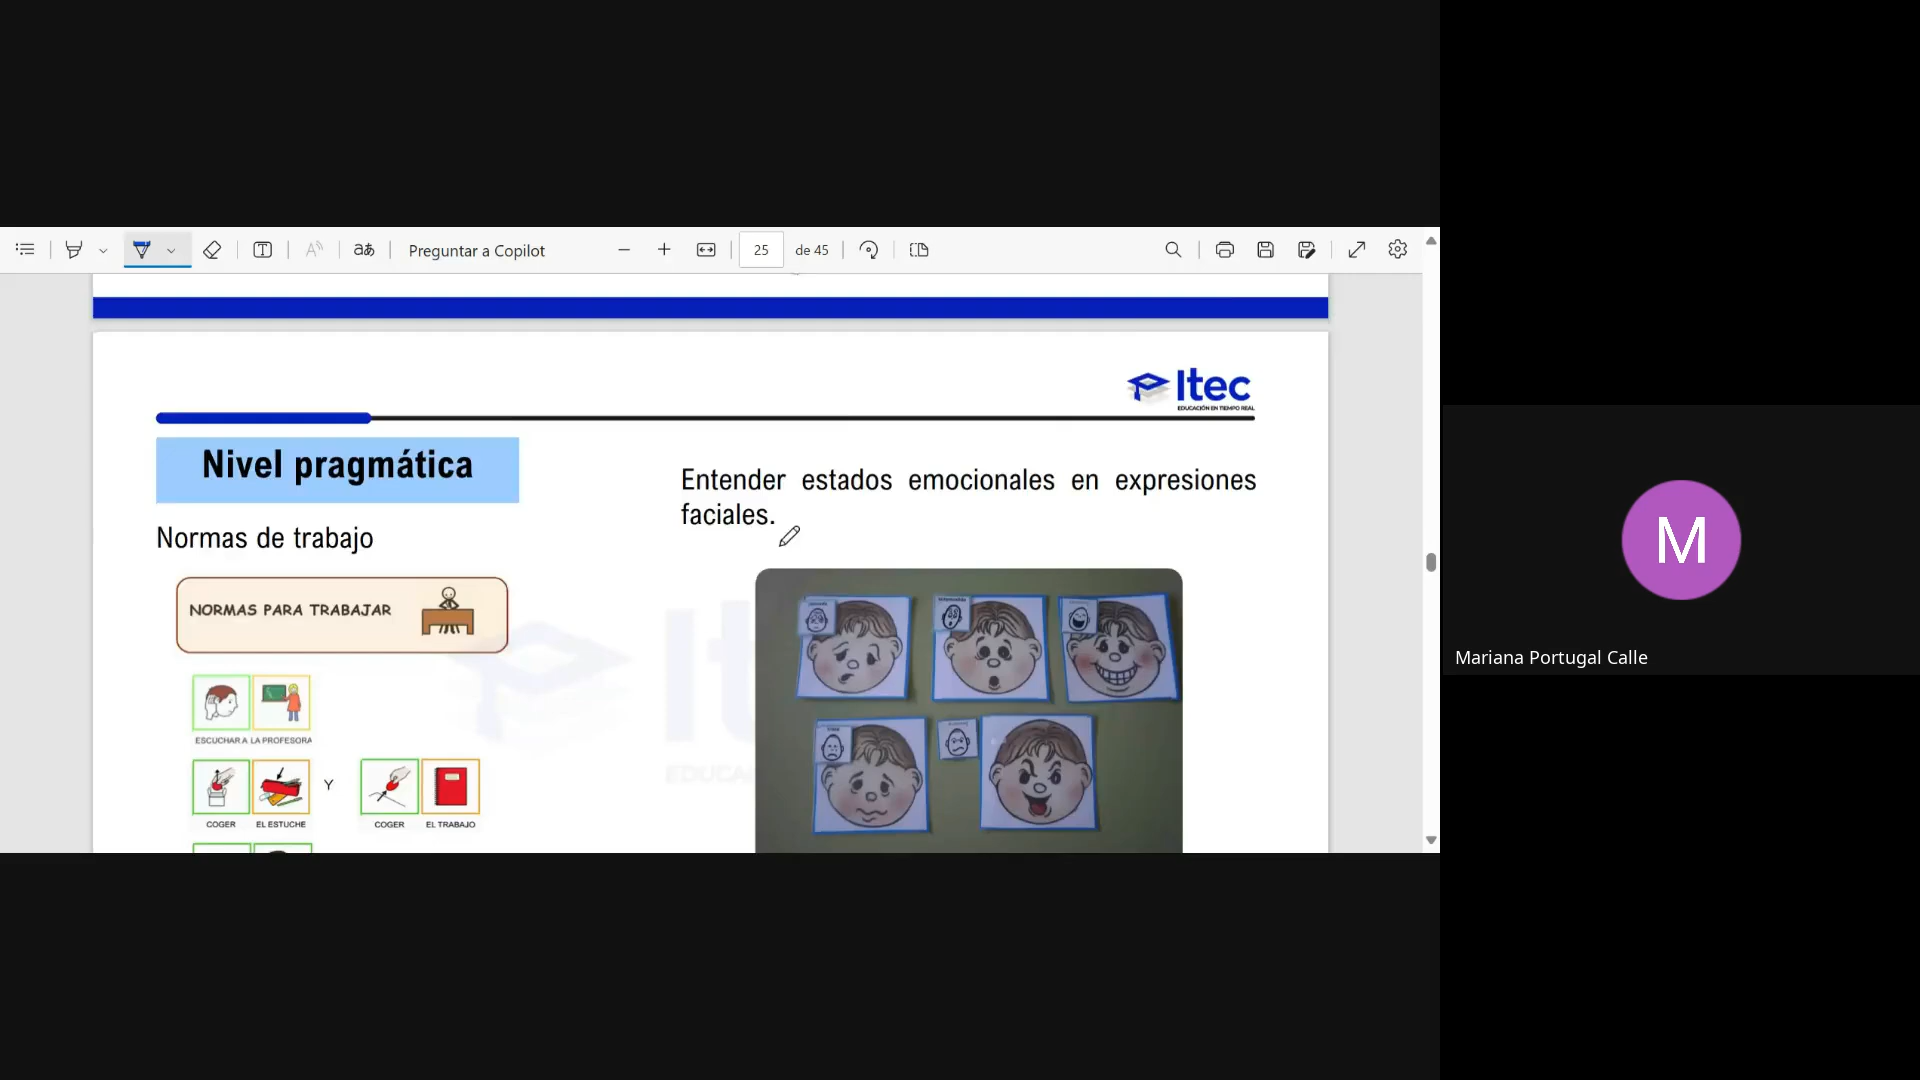 Preguntar a Copilot
25
de 45
Itec
EDUCACIÓN EN TIEMPO REAL
Nivel pragmática
Normas de trabajo
NORMAS PARA TRABAJAR
ESCUCHAR A LA PROFESORA
Y
COGER EL ESTUCHE
COGER EL TRABAJO
Entender estados emocionales en expresiones
faciales.
M
Mariana Portugal Calle